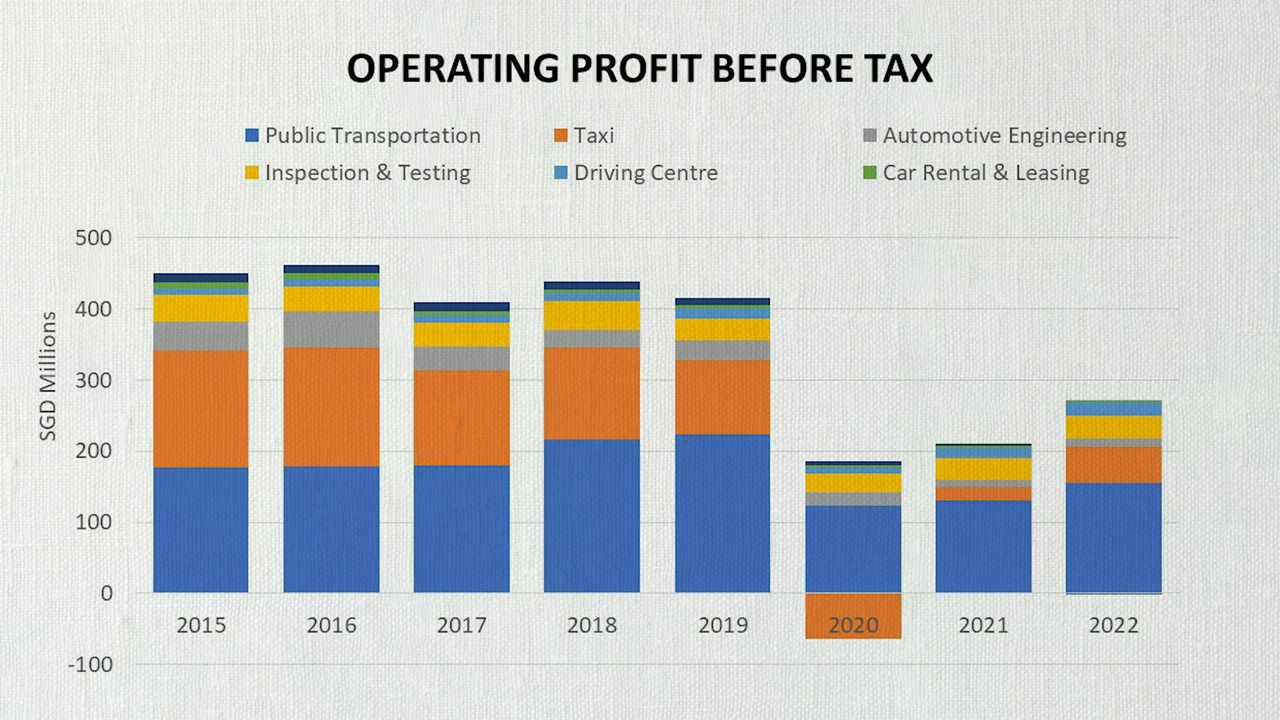 OPERATING PROFIT BEFORE TAX
Public Transportation Taxi Automotive Engineering
Inspection & Testing Driving Centre Car Rental & Leasing
SGD Millions
500
400
300
200
100
0
2015 2016 2017 2018 2019 2020 2021 2022
-100